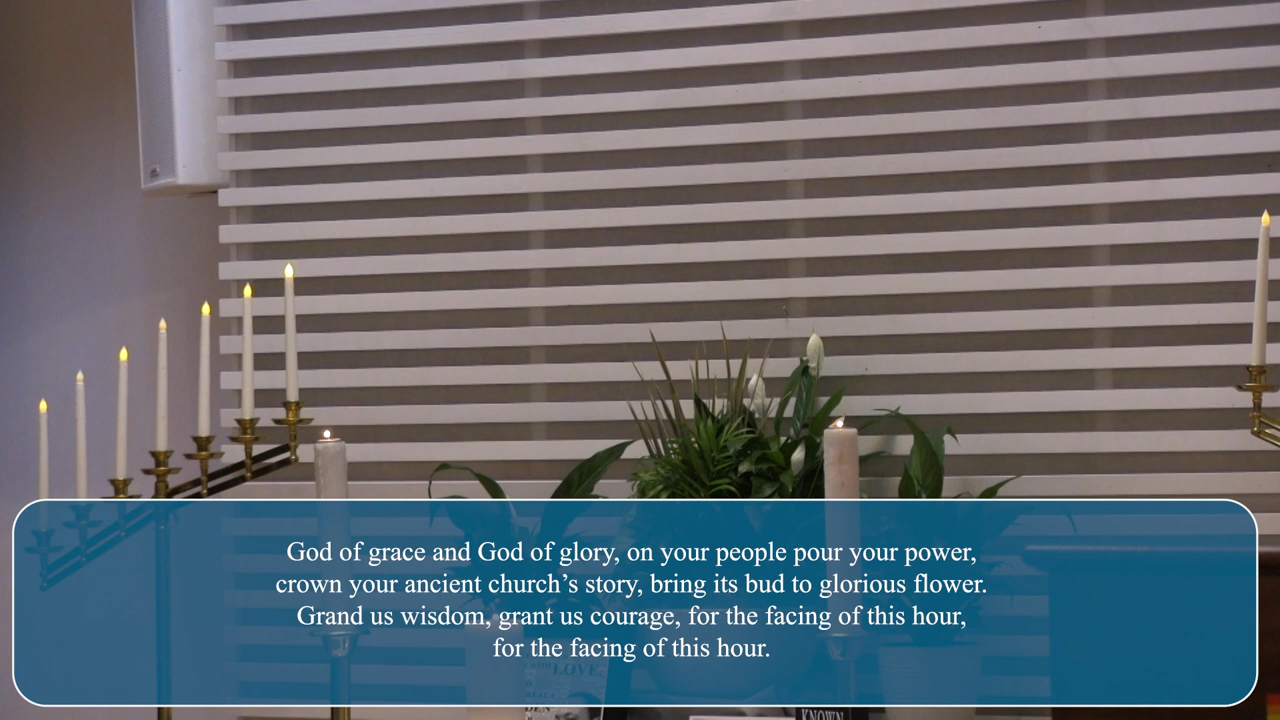 God of grace and God of glory, on your people pour your power,
crown your ancient church’s story, bring its bud to glorious flower.
Grand us wisdom, grant us courage, for the facing of this hour,
for the facing of this hour.
LOVE
KNOWN